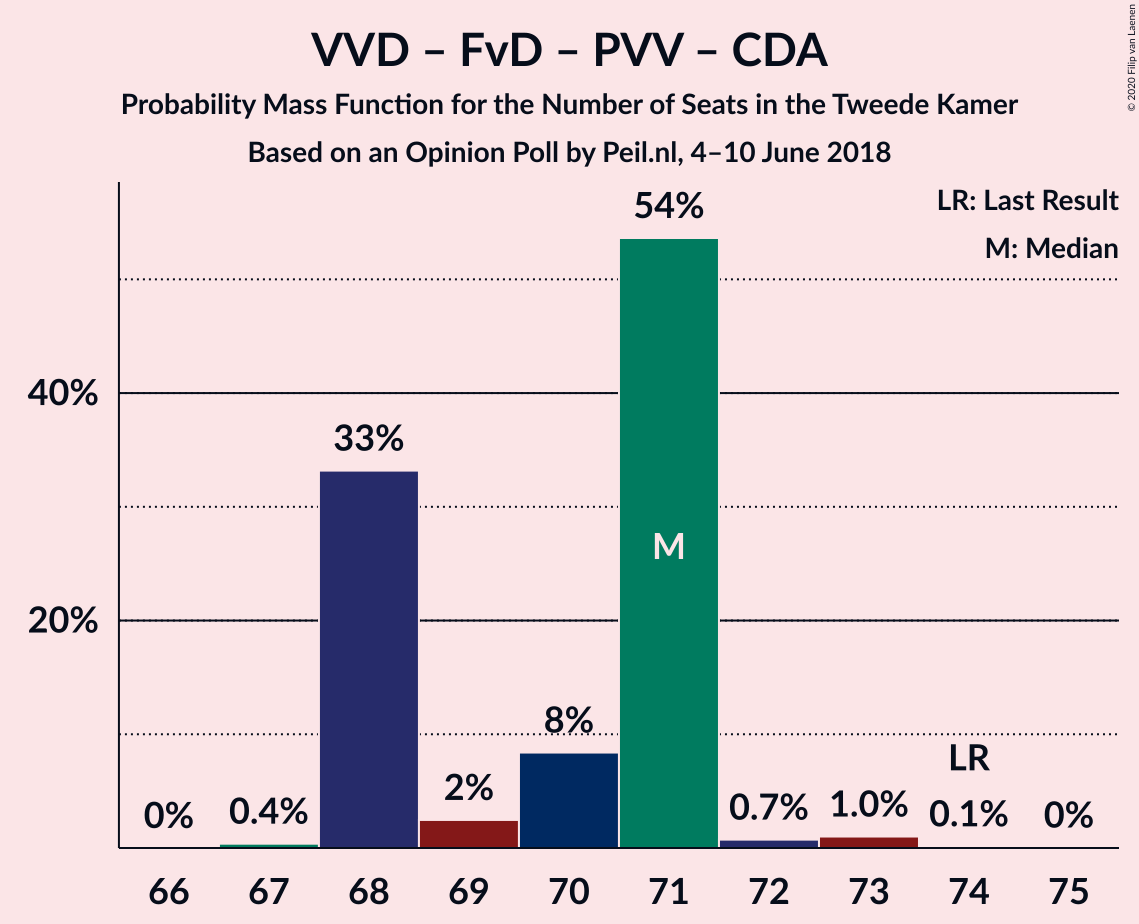 VVD – FvD – PVV – CDA
Probability Mass Function for the Number of Seats in the Tweede Kamer
Based on an Opinion Poll by Peil.nl, 4–10 June 2018
© 2020 Filip van Laenen
LR: Last Result
M: Median
40%
20%
0%
0.4%
33%
2%
8%
54%
M
0.7%
1.0%
LR
0.1%
0%
66 67 68 69 70 71 72 73 74 75